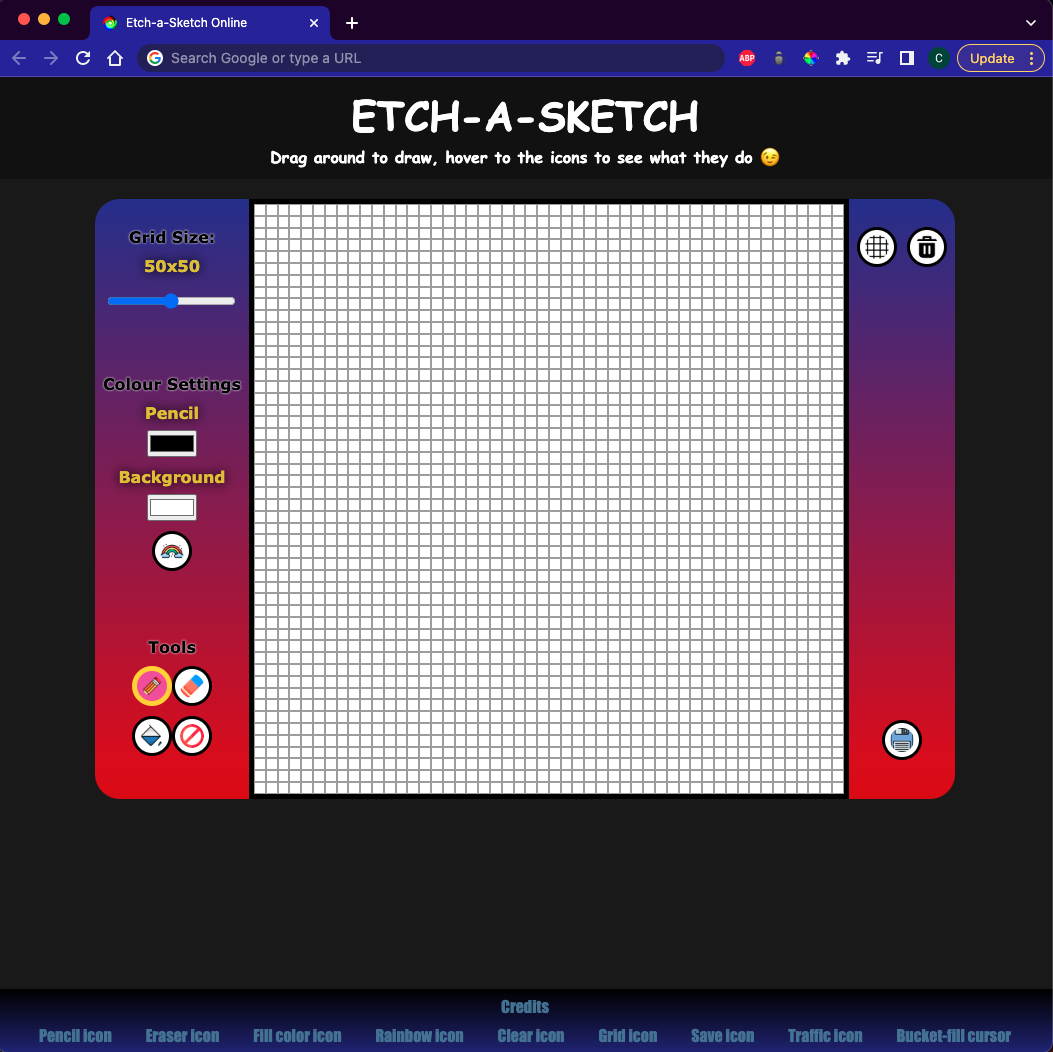 Etch-a-Sketch Online
Search Google or type a URL
ABP
C
Update
ETCH-A-SKETCH
Drag around to draw, hover to the icons to see what they do 😉
Grid Size:
50x50
Colour Settings
Pencil
Background
Tools
Credits
Pencil icon Eraser icon Fill color icon Rainbow icon Clear icon Grid icon Save icon Traffic icon Bucket-fill cursor